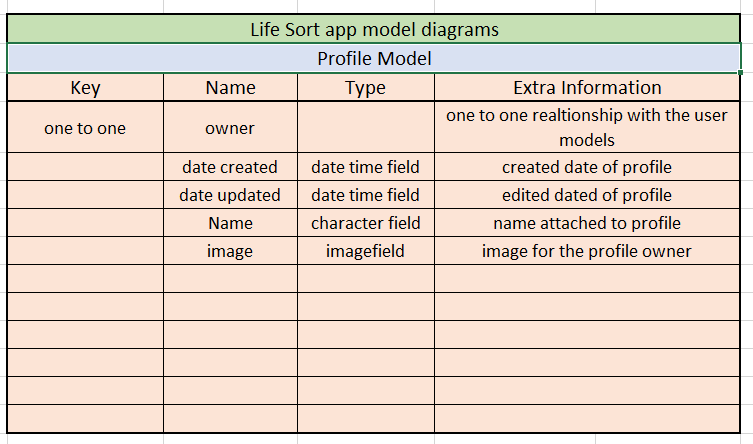 Life Sort app model diagrams
Profile Model
Key Name Type Extra Information
one to one owner one to one realtionship with the user
models
date created date time field created date of profile
date updated date time field edited dated of profile
Name character field name attached to profile
image imagefield image for the profile owner